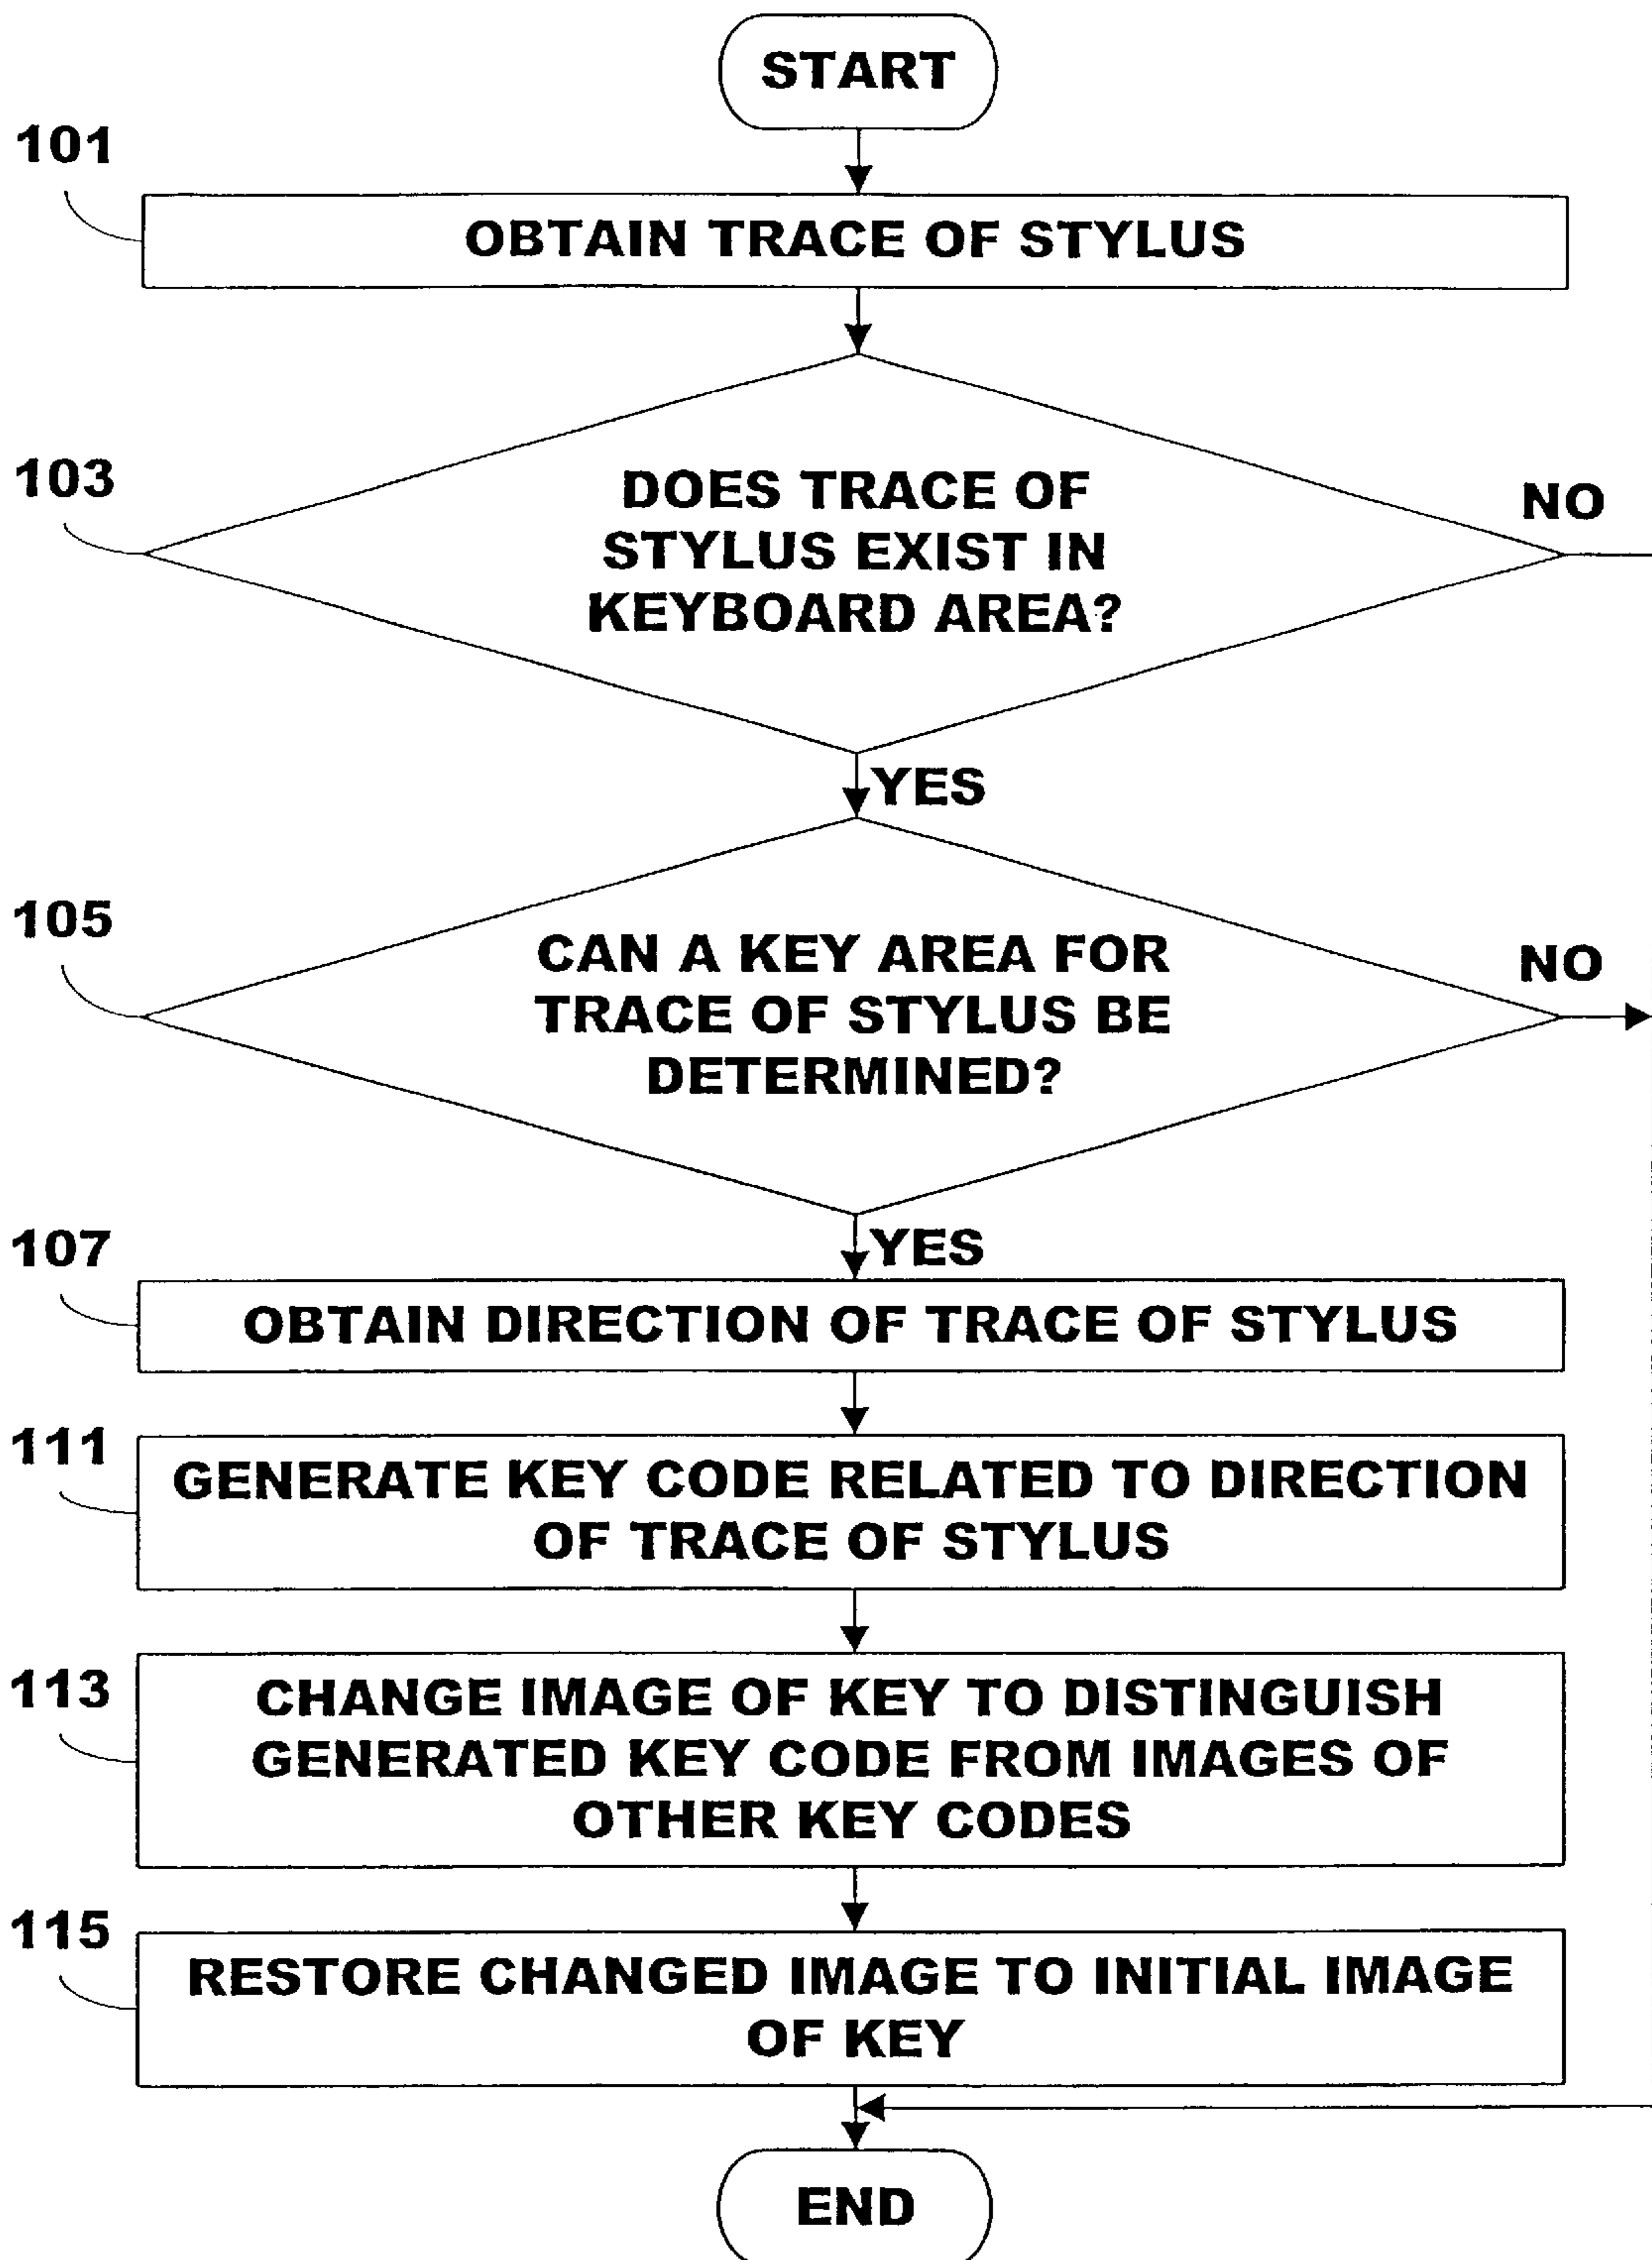 START
101
OBTAIN TRACE OF STYLUS
103
DOES TRACE OF
STYLUS EXIST IN
KEYBOARD AREA?
NO
YES
105
CAN A KEY AREA FOR
TRACE OF STYLUS BE
DETERMINED?
NO
YES
107
OBTAIN DIRECTION OF TRACE OF STYLUS
111
GENERATE KEY CODE RELATED TO DIRECTION
OF TRACE OF STYLUS
113
CHANGE IMAGE OF KEY TO DISTINGUISH
GENERATED KEY CODE FROM IMAGES OF
OTHER KEY CODES
115
RESTORE CHANGED IMAGE TO INITIAL IMAGE
OF KEY
END